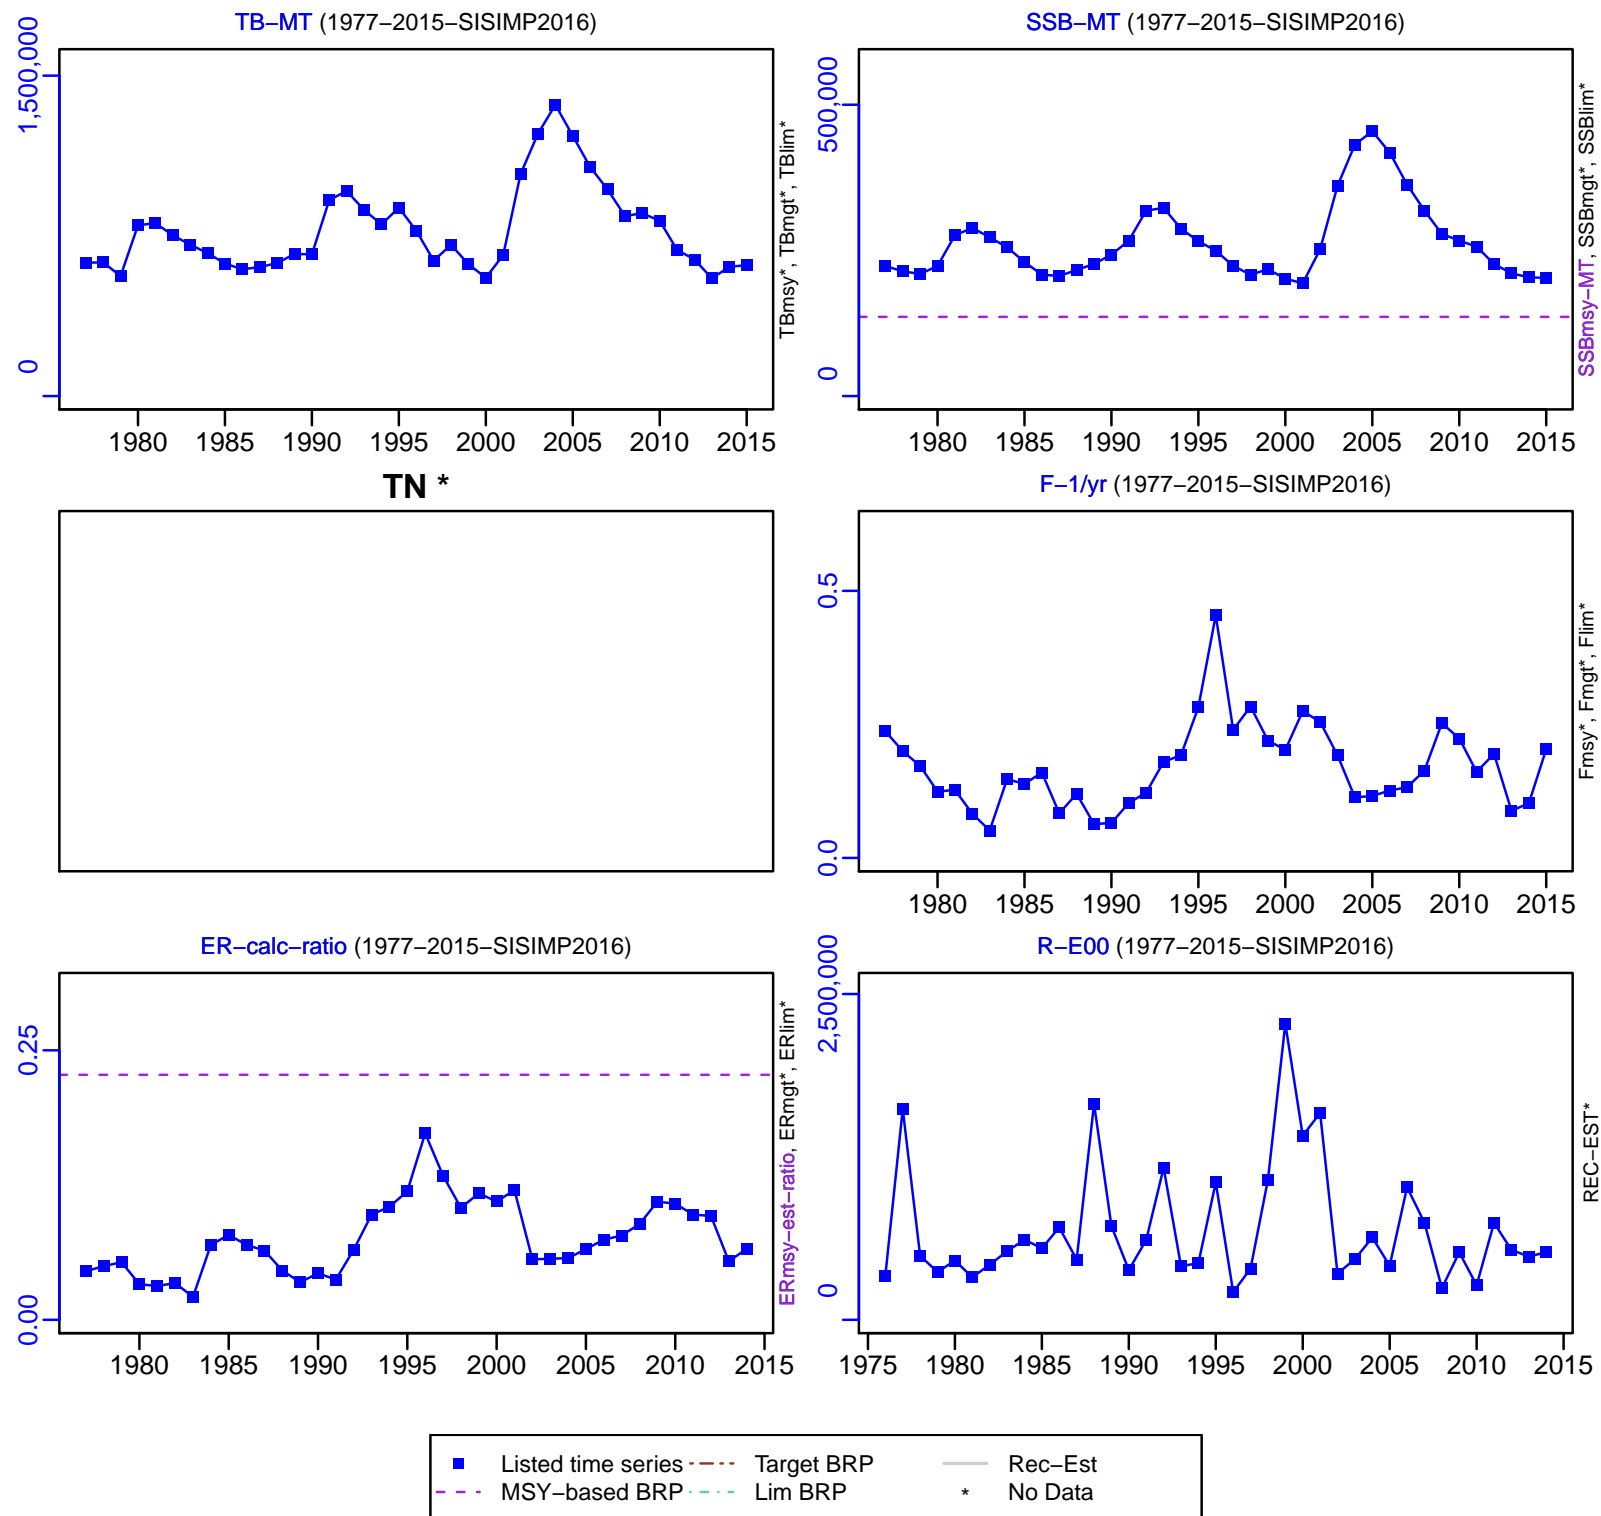 TB−MT (1977−2015−SISIMP2016)
1,500,000
0
1980 1985 1990 1995 2000 2005 2010 2015
TBmsy*, TBmgt*, TBlim*
SSB−MT (1977−2015−SISIMP2016)
500,000
0
1980 1985 1990 1995 2000 2005 2010 2015
SSBmsy−MT, SSBmgt*, SSBlim*
TN *
F−1/yr (1977−2015−SISIMP2016)
0.5
0.0
1980 1985 1990 1995 2000 2005 2010 2015
Fmsy*, Fmgt*, Flim*
ER−calc−ratio (1977−2015−SISIMP2016)
0.25
0.00
1980 1985 1990 1995 2000 2005 2010 2015
ERmsy−est−ratio, ERmgt*, ERlim*
R−E00 (1977−2015−SISIMP2016)
2,500,000
0
1975 1980 1985 1990 1995 2000 2005 2010 2015
REC−EST*
Listed time series Target BRP Rec−Est
MSY−based BRP Lim BRP * No Data